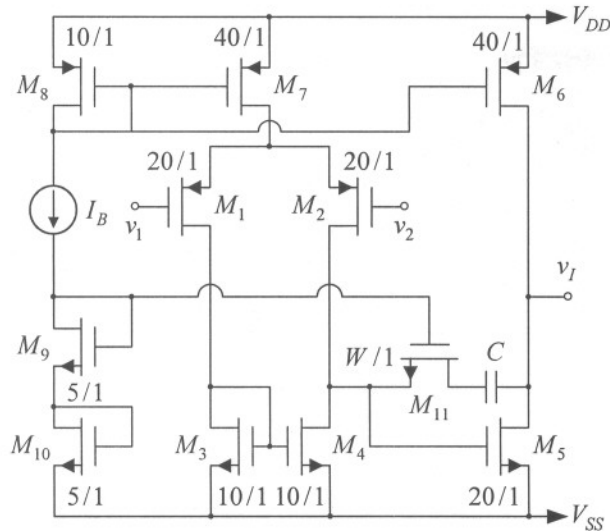 V_DD
10/1 40/1 40/1
M_8 M_7 M_6
20/1 20/1
I_B v_1 M_1 M_2 v_2
v_I
M_9 W/1 C
5/1 M_11
M_10 M_3 M_4 M_5
5/1 10/1 10/1 20/1
V_SS